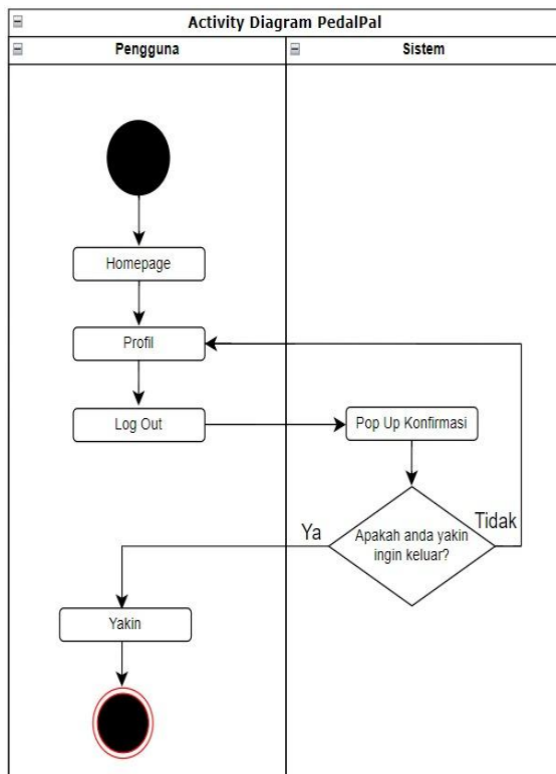 Activity Diagram PedalPal
Pengguna
Sistem
Homepage
Profil
Log Out
Pop Up Konfirmasi
Apakah anda yakin
ingin keluar?
Tidak
Ya
Yakin